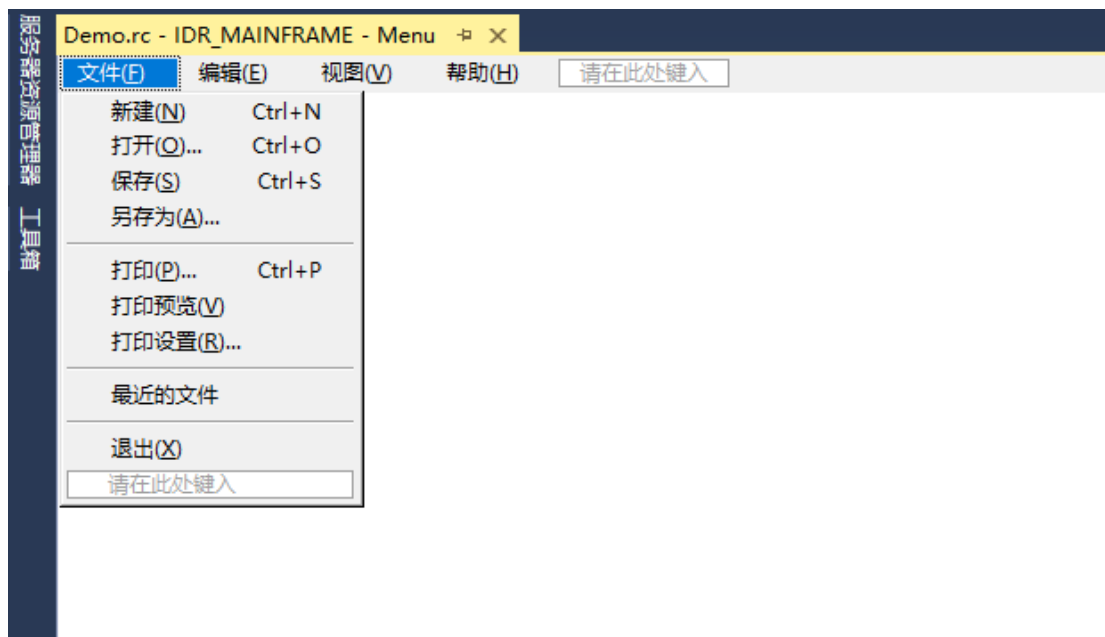 服务器资源管理器
工具箱
Demo.rc - IDR_MAINFRAME - Menu
文件(F) 编辑(E) 视图(V) 帮助(H) 请在此处键入
新建(N) Ctrl+N
打开(O)... Ctrl+O
保存(S) Ctrl+S
另存为(A)...
打印(P)... Ctrl+P
打印预览(V)
打印设置(R)...
最近的文件
退出(X)
请在此处键入